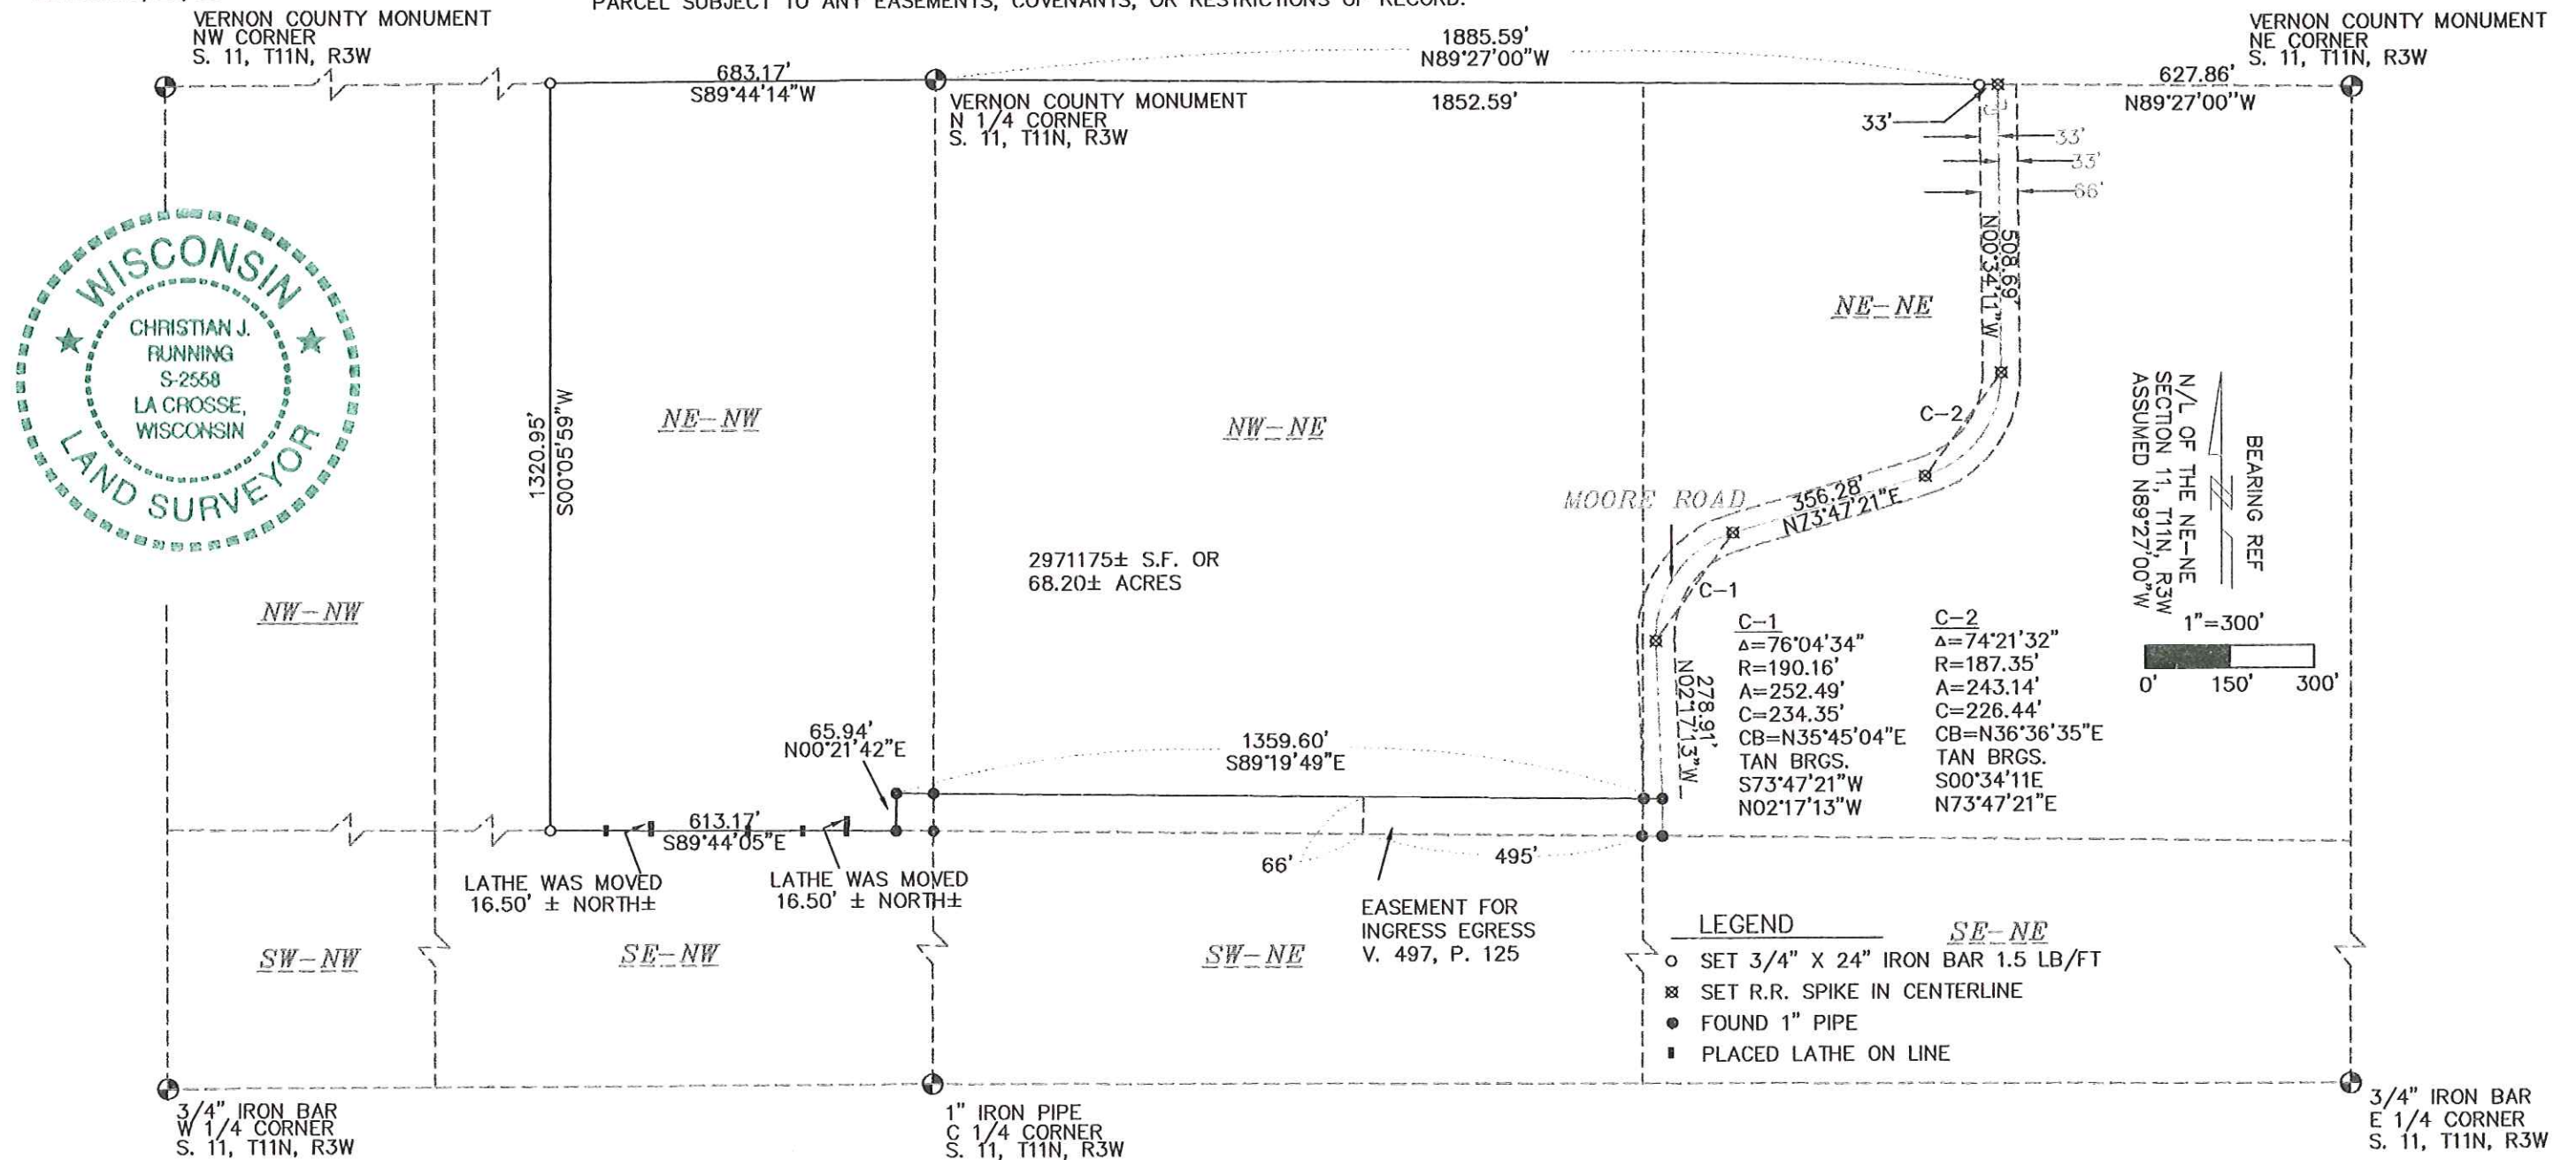 PARCEL SUBJECT TO ANY EASEMENTS, COVENANTS, OR RESTRICTIONS OF RECORD.
VERNON COUNTY MONUMENT
NW CORNER
S. 11, T11N, R3W
683.17'
S89°44'14"W
VERNON COUNTY MONUMENT
N 1/4 CORNER
S. 11, T11N, R3W
1885.59'
N89°27'00"W
1852.59'
VERNON COUNTY MONUMENT
NE CORNER
S. 11, T11N, R3W
627.86'
N89°27'00"W
33'
33'
33'
66'
508.69'
N00°34'11"W
WISCONSIN
CHRISTIAN J.
RUNNING
S-2558
LA CROSSE,
WISCONSIN
LAND SURVEYOR
1320.95'
S00°05'59"W
NE-NW
NW-NE
NE-NE
C-2
MOORE ROAD
356.28'
N73°47'21"E
C-1
2971175± S.F. OR
68.20± ACRES
NW-NW
BEARING REF
N/L OF THE NE-NE
SECTION 11, T11N, R3W
ASSUMED N89°27'00"W
1"=300'
0' 150' 300'
C-1
Δ=76°04'34"
R=190.16'
A=252.49'
C=234.35'
CB=N35°45'04"E
TAN BRGS.
S73°47'21"W
N02°17'13"W
C-2
Δ=74°21'32"
R=187.35'
A=243.14'
C=226.44'
CB=N36°36'35"E
TAN BRGS.
S00°34'11E
N73°47'21"E
278.91'
N02°17'13"W
65.94'
N00°21'42"E
1359.60'
S89°19'49"E
613.17'
S89°44'05"E
LATHE WAS MOVED
16.50' ± NORTH±
LATHE WAS MOVED
16.50' ± NORTH±
66'
495'
EASEMENT FOR
INGRESS EGRESS
V. 497, P. 125
SW-NW
SE-NW
SW-NE
SE-NE
LEGEND
SET 3/4" X 24" IRON BAR 1.5 LB/FT
SET R.R. SPIKE IN CENTERLINE
FOUND 1" PIPE
PLACED LATHE ON LINE
3/4" IRON BAR
W 1/4 CORNER
S. 11, T11N, R3W
1" IRON PIPE
C 1/4 CORNER
S. 11, T11N, R3W
3/4" IRON BAR
E 1/4 CORNER
S. 11, T11N, R3W